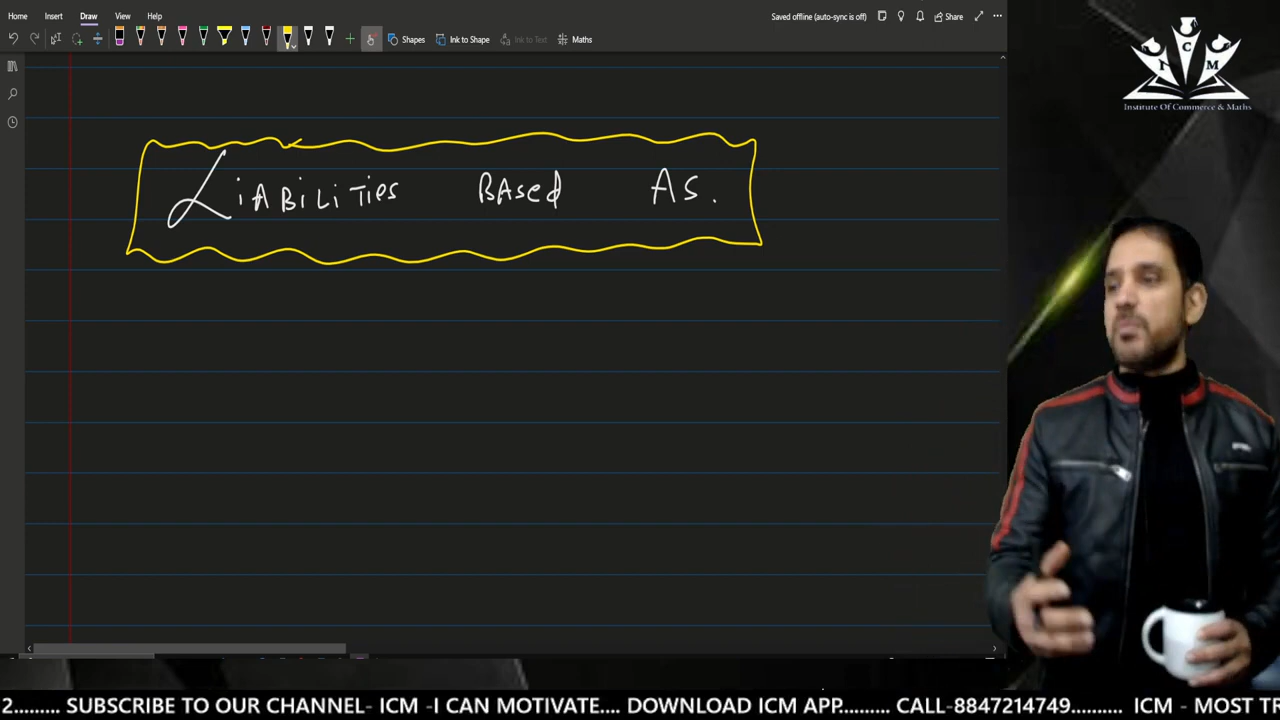 Home Insert Draw View Help
Saved offline (auto-sync is off) Share
Shapes Ink to Shape Ink to Text Maths
I C M
Institute Of Commerce & Maths
LiABiLiTies BAsed As.
2......... SUBSCRIBE TO OUR CHANNEL- ICM -I CAN MOTIVATE.... DOWNLOAD ICM APP......... CALL-8847214749.......... ICM - MOST TR